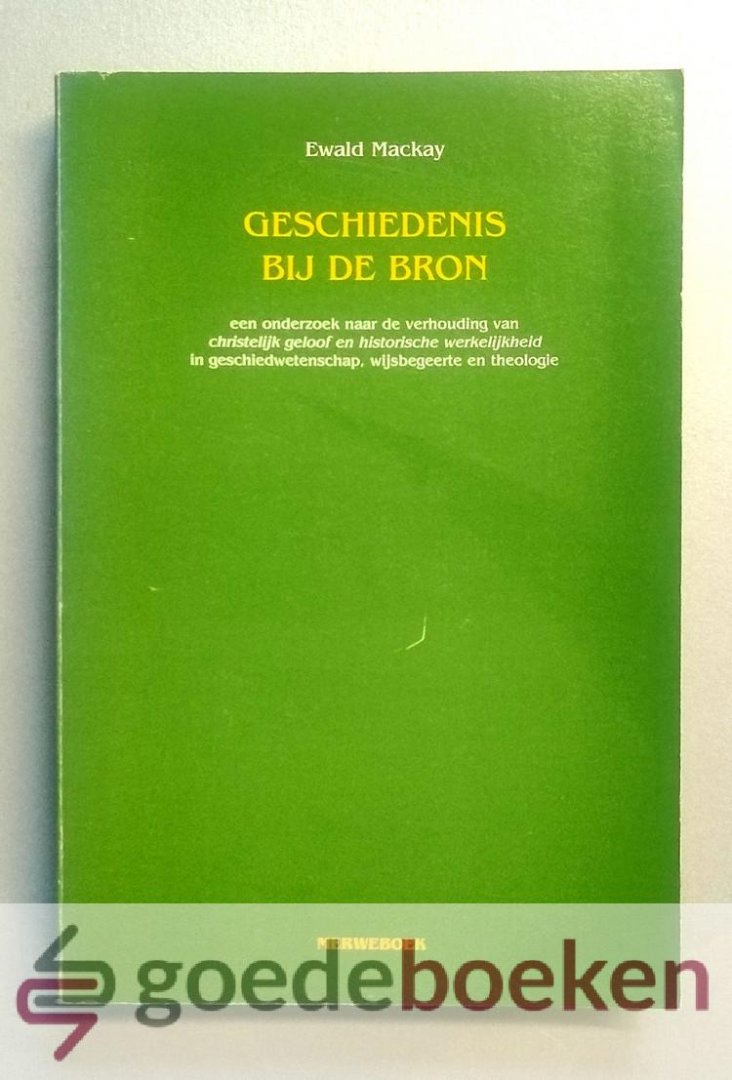 Ewald Mackay
GESCHIEDENIS
BIJ DE BRON
een onderzoek naar de verhouding van
christelijk geloof en historische werkelijkheid
in geschiedwetenschap, wijsbegeerte en theologie
MERWEBOEK
goedeboeken